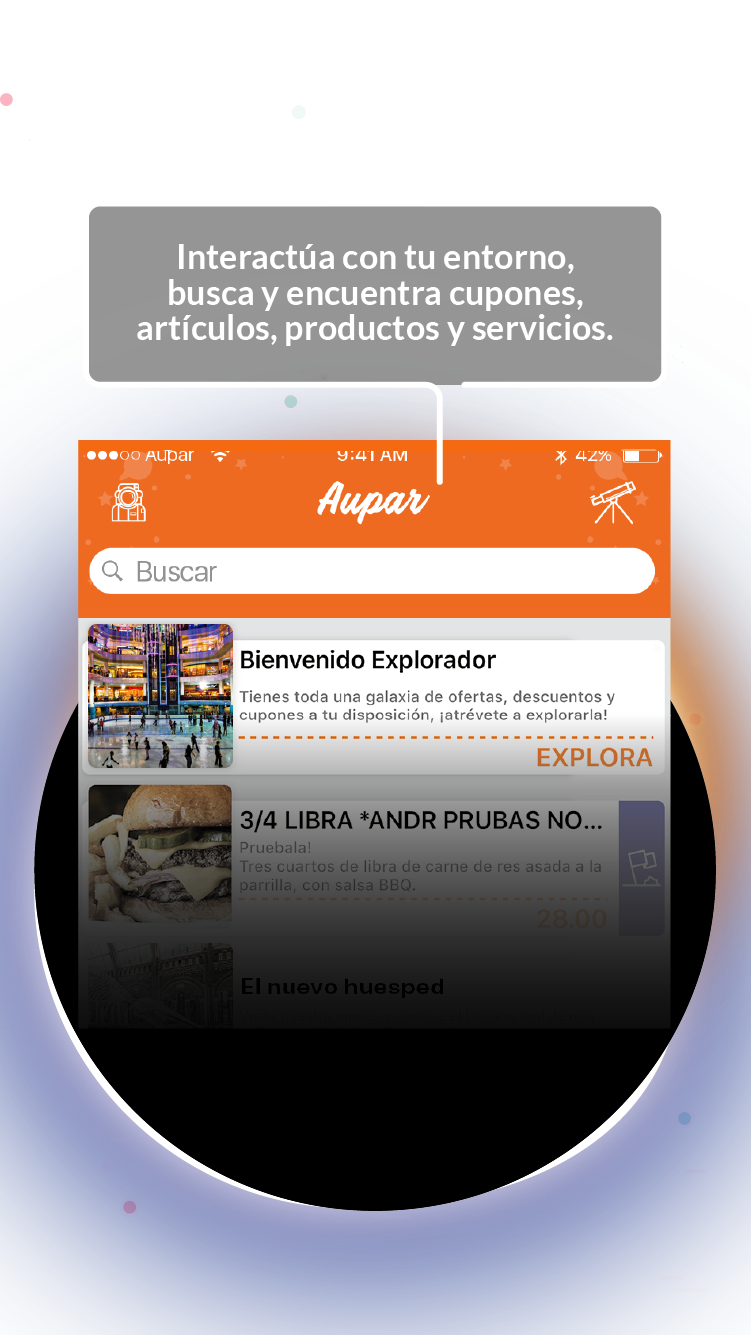 Interactúa con tu entorno,
busca y encuentra cupones,
artículos, productos y servicios.
Aupar 9:41 AM 42%
Aupar
Buscar
Bienvenido Explorador
Tienes toda una galaxia de ofertas, descuentos y
cupones a tu disposición, ¡atrévete a explorarla!
EXPLORA
3/4 LIBRA *ANDR PRUBAS NO...
Pruebala!
Tres cuartos de libra de carne de res asada a la
parrilla, con salsa BBQ.
28.00
El nuevo huesped